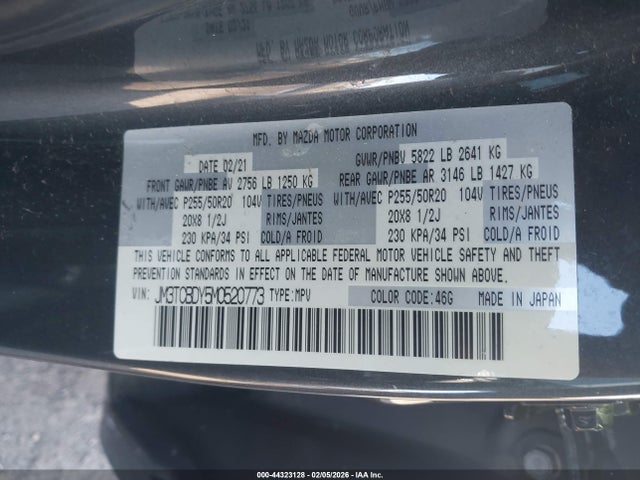 MFD. BY MAZDA MOTOR CORPORATION
DATE 02/21 GVWR/PNBV 5822 LB 2641 KG
FRONT GAWR/PNBE AV 2756 LB 1250 KG REAR GAWR/PNBE AR 3146 LB 1427 KG
WITH/AVEC P255/50R20 104V TIRES/PNEUS WITH/AVEC P255/50R20 104V TIRES/PNEUS
20X8 1/2J RIMS/JANTES 20X8 1/2J RIMS/JANTES
230 KPA/34 PSI COLD/A FROID 230 KPA/34 PSI COLD/A FROID
THIS VEHICLE CONFORMS TO ALL APPLICABLE FEDERAL MOTOR VEHICLE SAFETY, BUMPER, AND THEFT
PREVENTION STANDARDS IN EFFECT ON THE DATE OF MANUFACTURE SHOWN ABOVE.
VIN: JM3TCBDY5M0520773 TYPE: MPV COLOR CODE: 46G MADE IN JAPAN
000-44323128 - 02/05/2026 - IAA Inc.